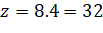 z = 8.4 = 32